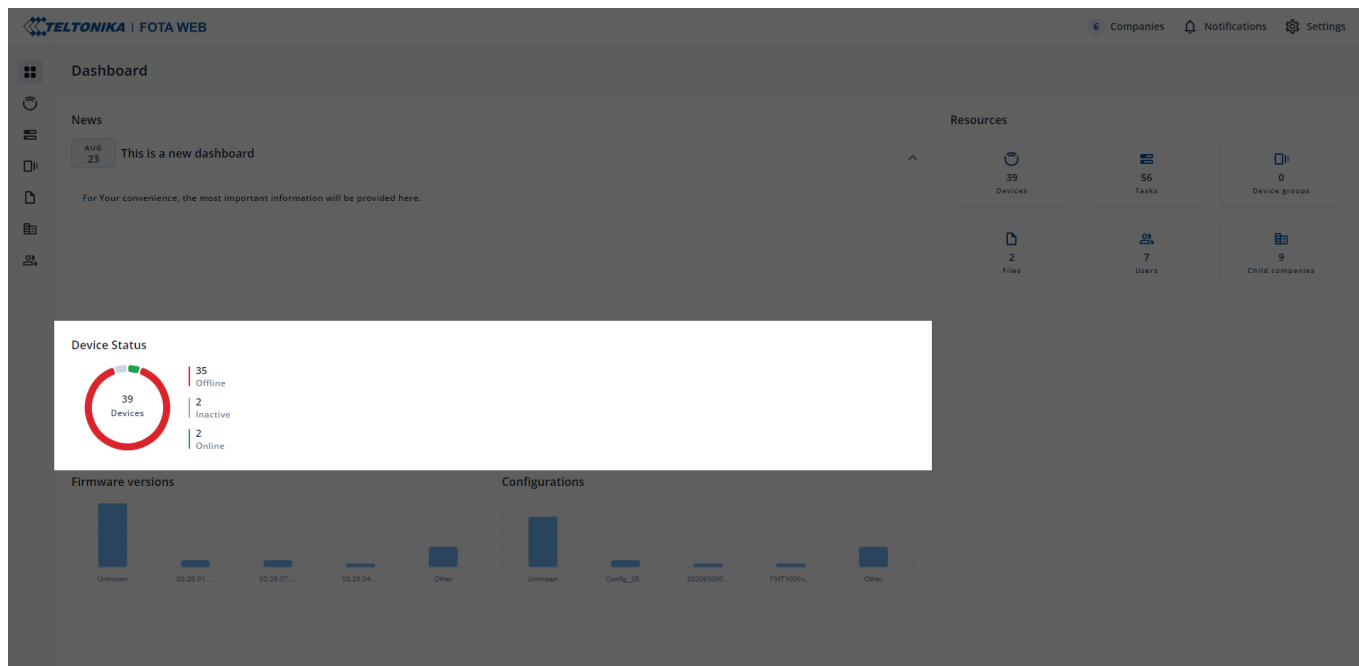 TELTONIKA | FOTA WEB
6 Companies Notifications Settings
Dashboard
News
AUG
23
This is a new dashboard
For Your convenience, the most important information will be provided here.
Resources
39
Devices
56
Tasks
0
Device groups
2
Files
7
Users
9
Child companies
Device Status
39
Devices
35
Offline
2
Inactive
2
Online
Firmware versions
Unknown 03.28.01... 03.28.07... 03.25.04... Other
Configurations
Unknown Config_35... 352093080... FMT100tru... Other